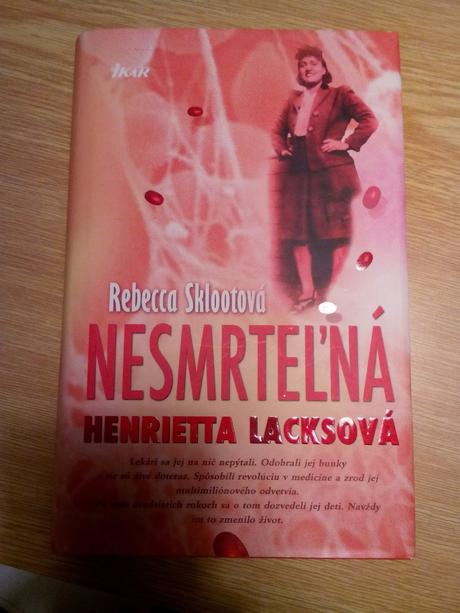 IKAR
Rebecca Sklootová
NESMRTEĽNÁ
HENRIETTA LACKSOVÁ
Lekári sa jej na nič nepýtali. Odobrali jej bunky
a tie sú živé doteraz. Spôsobili revolúciu v medicíne a zrod jej
multimiliónového odvetvia.
dvadsiatich rokoch sa o tom dozvedeli jej deti. Navždy
im to zmenilo život.